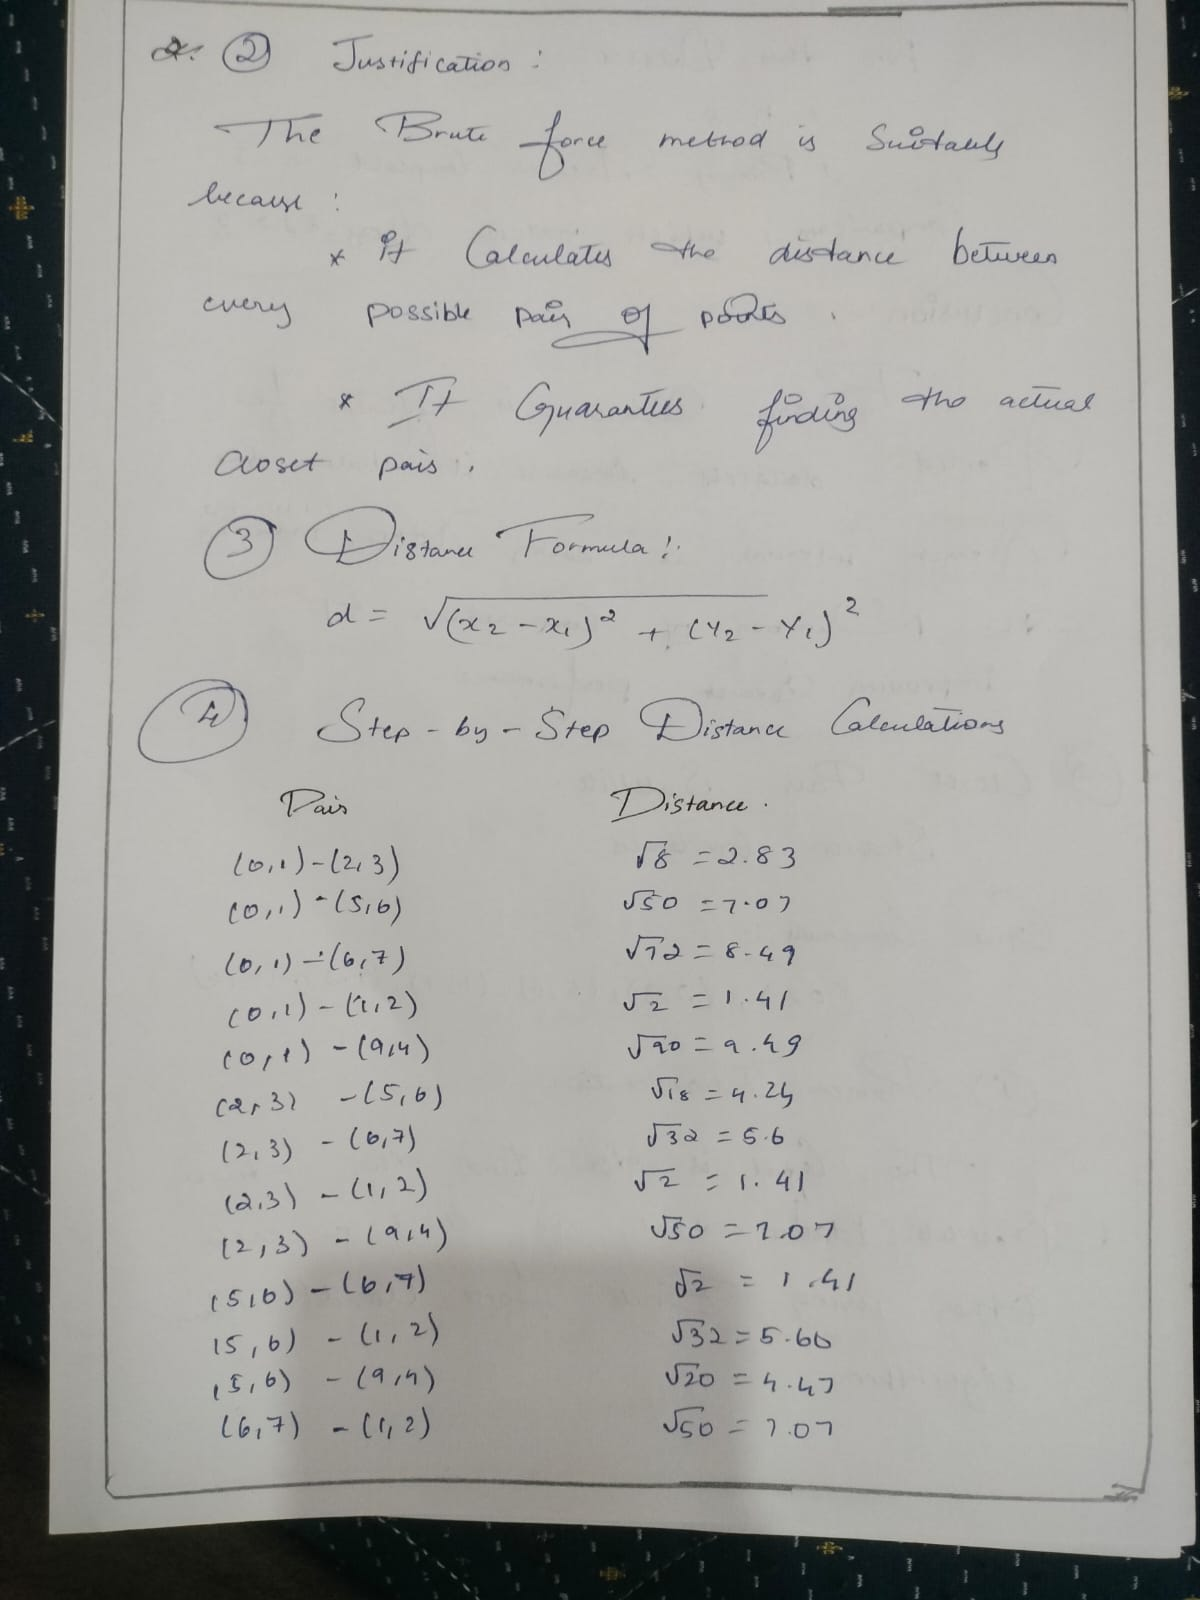 ② Justification :
The Brute force method is Suitable
because :
* it Calculates the distance between
every possible pair of points .
* It Guarantees finding the actual
closet pair .
③ Distance Formula :
d = √(x₂ - x₁)² + (Y₂ - Y₁)²
④ Step - by - Step Distance Calculations
Pair Distance .
(0,1) - (2,3) √8 = 2.83
(0,1) - (5,6) √50 = 7.07
(0,1) - (6,7) √72 = 8.49
(0,1) - (1,2) √2 = 1.41
(0,1) - (9,4) √90 = 9.49
(2,3) - (5,6) √18 = 4.24
(2,3) - (6,7) √32 = 5.6
(2,3) - (1,2) √2 = 1.41
(2,3) - (9,4) √50 = 7.07
(5,6) - (6,7) √2 = 1.41
(5,6) - (1,2) √32 = 5.60
(5,6) - (9,4) √20 = 4.47
(6,7) - (1,2) √50 = 7.07